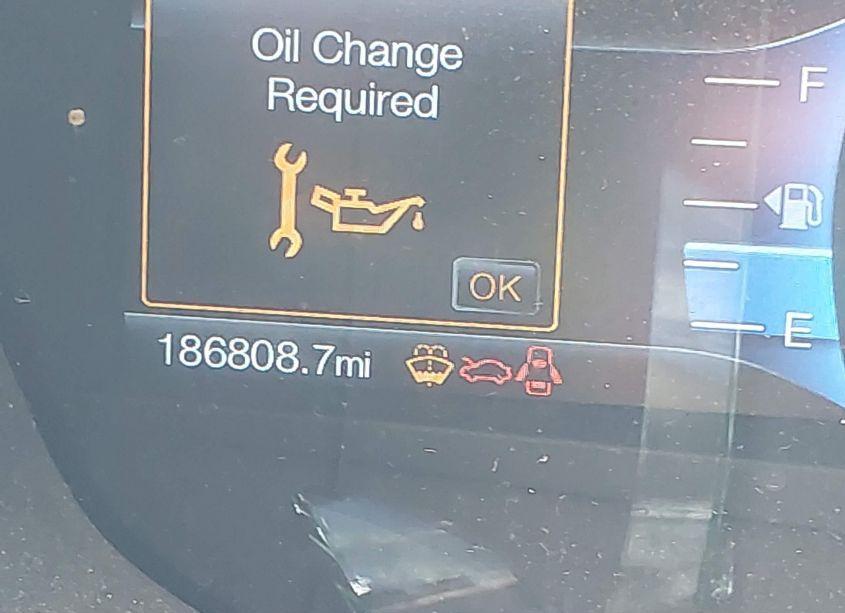 Oil Change
Required
OK
186808.7mi
F
E